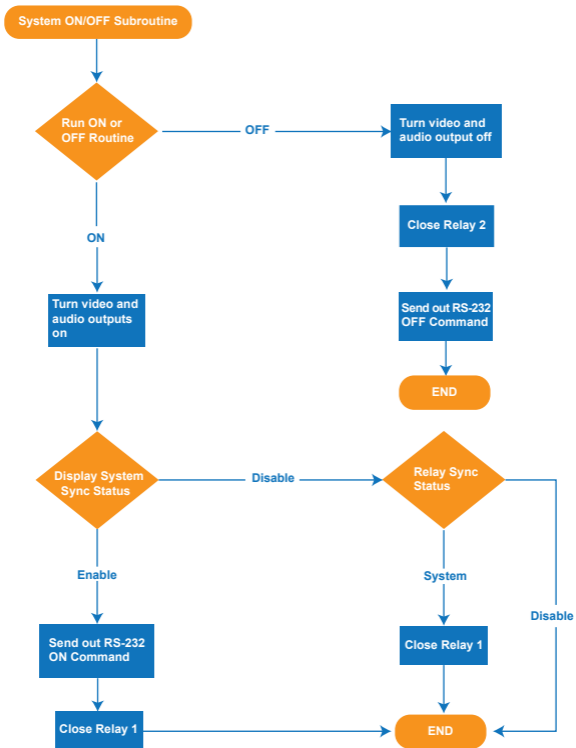 System ON/OFF Subroutine
Run ON or
OFF Routine
OFF
Turn video and
audio output off
Close Relay 2
Send out RS-232
OFF Command
END
ON
Turn video and
audio outputs
on
Display System
Sync Status
Disable
Relay Sync
Status
Enable
System
Disable
Send out RS-232
ON Command
Close Relay 1
Close Relay 1
END